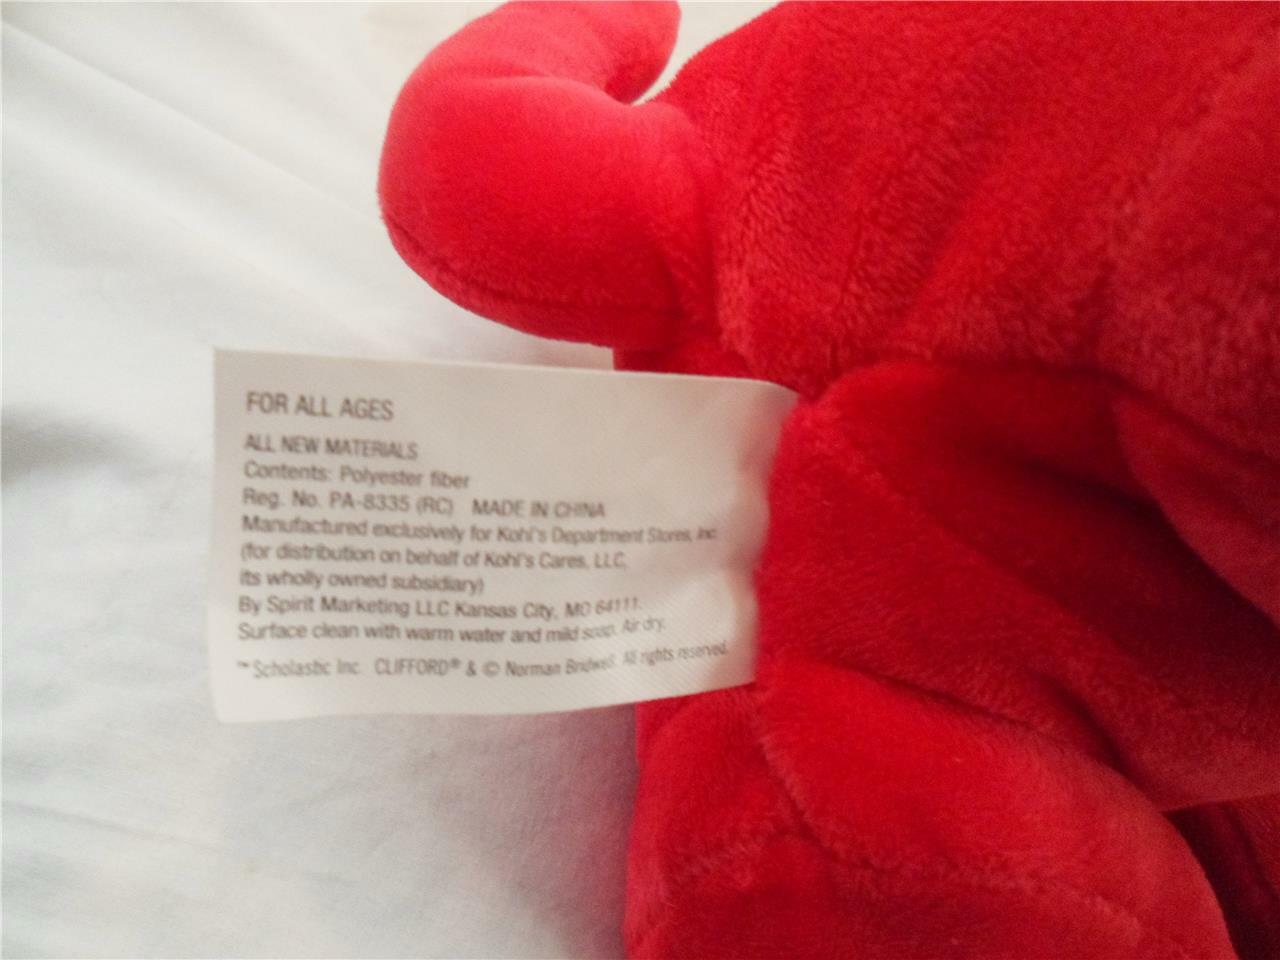 FOR ALL AGES
ALL NEW MATERIALS
Contents: Polyester fiber
Reg. No. PA-8335 (RC) MADE IN CHINA
Manufactured exclusively for Kohl's Department Stores, Inc.
(for distribution on behalf of Kohl's Cares, LLC,
its wholly owned subsidiary)
By Spirit Marketing LLC Kansas City, MO 64111.
Surface clean with warm water and mild soap. Air dry.
™Scholastic Inc. CLIFFORD® & © Norman Bridwell. All rights reserved.